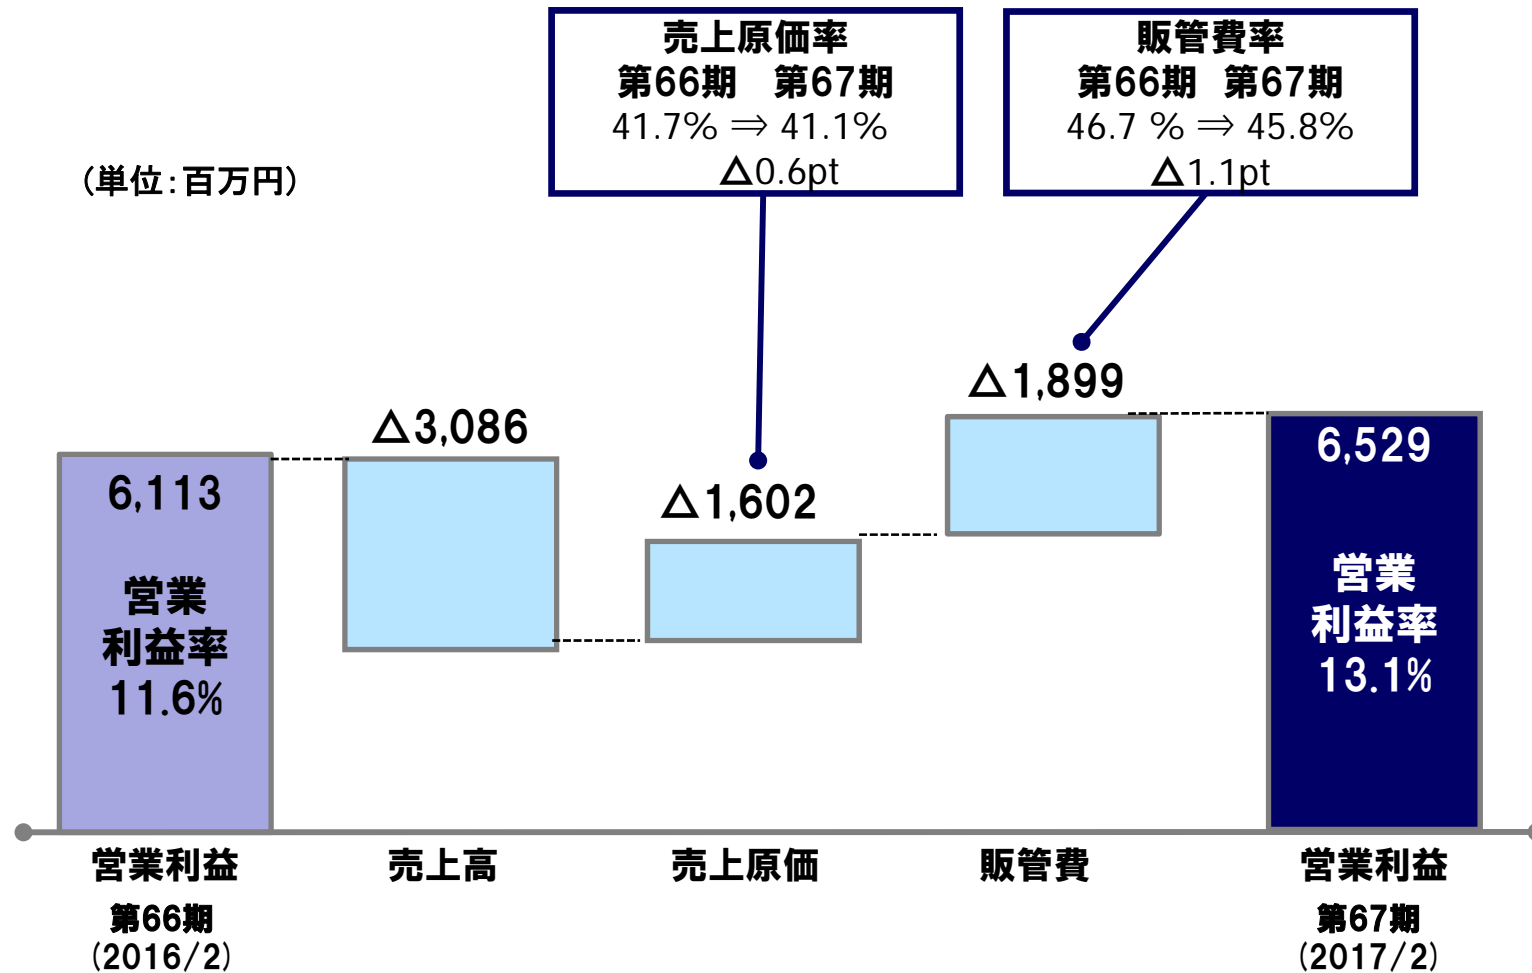 売上原価率
第66期 第67期
41.7% ⇒ 41.1%
△0.6pt
販管費率
第66期 第67期
46.7 % ⇒ 45.8%
△1.1pt
(単位:百万円)
6,113
営業
利益率
11.6%
△3,086
△1,602
△1,899
6,529
営業
利益率
13.1%
営業利益
第66期
(2016/2)
売上高
売上原価
販管費
営業利益
第67期
(2017/2)